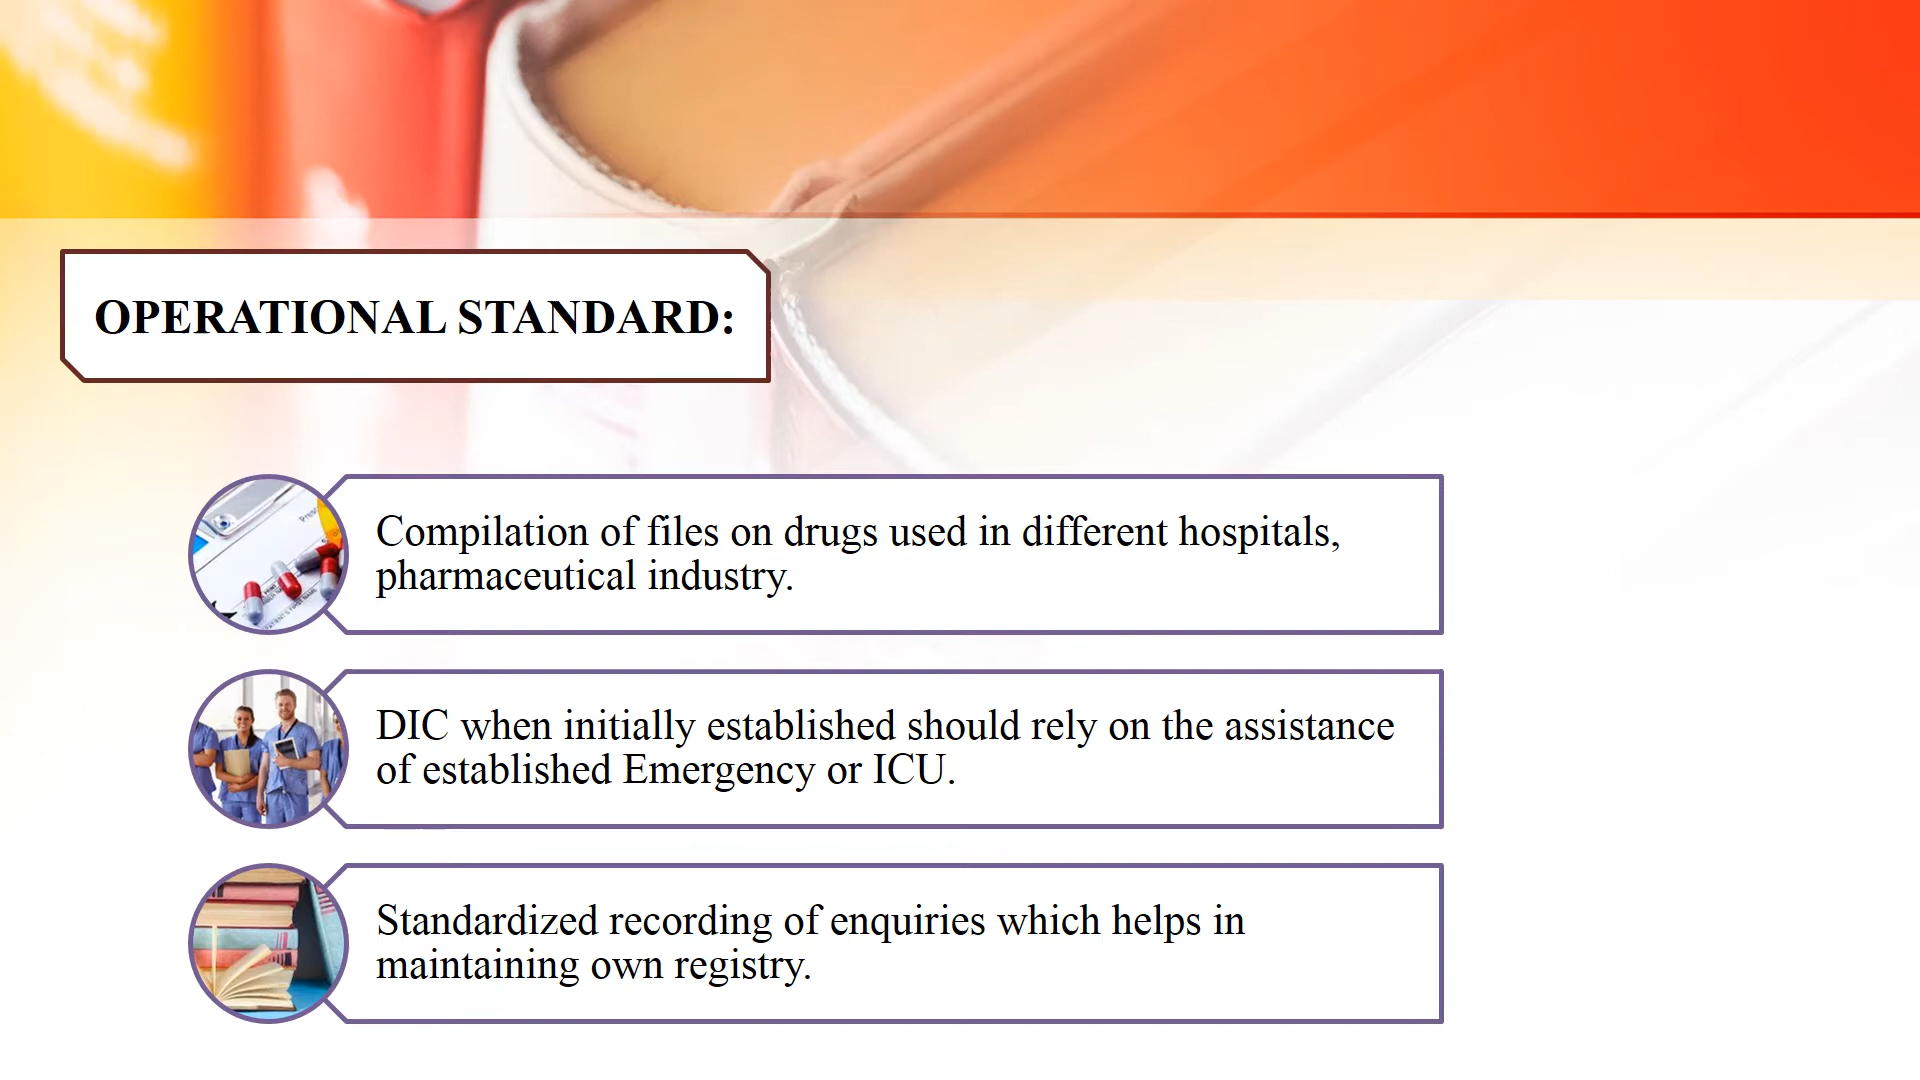 OPERATIONAL STANDARD:
Compilation of files on drugs used in different hospitals,
pharmaceutical industry.
DIC when initially established should rely on the assistance
of established Emergency or ICU.
Standardized recording of enquiries which helps in
maintaining own registry.